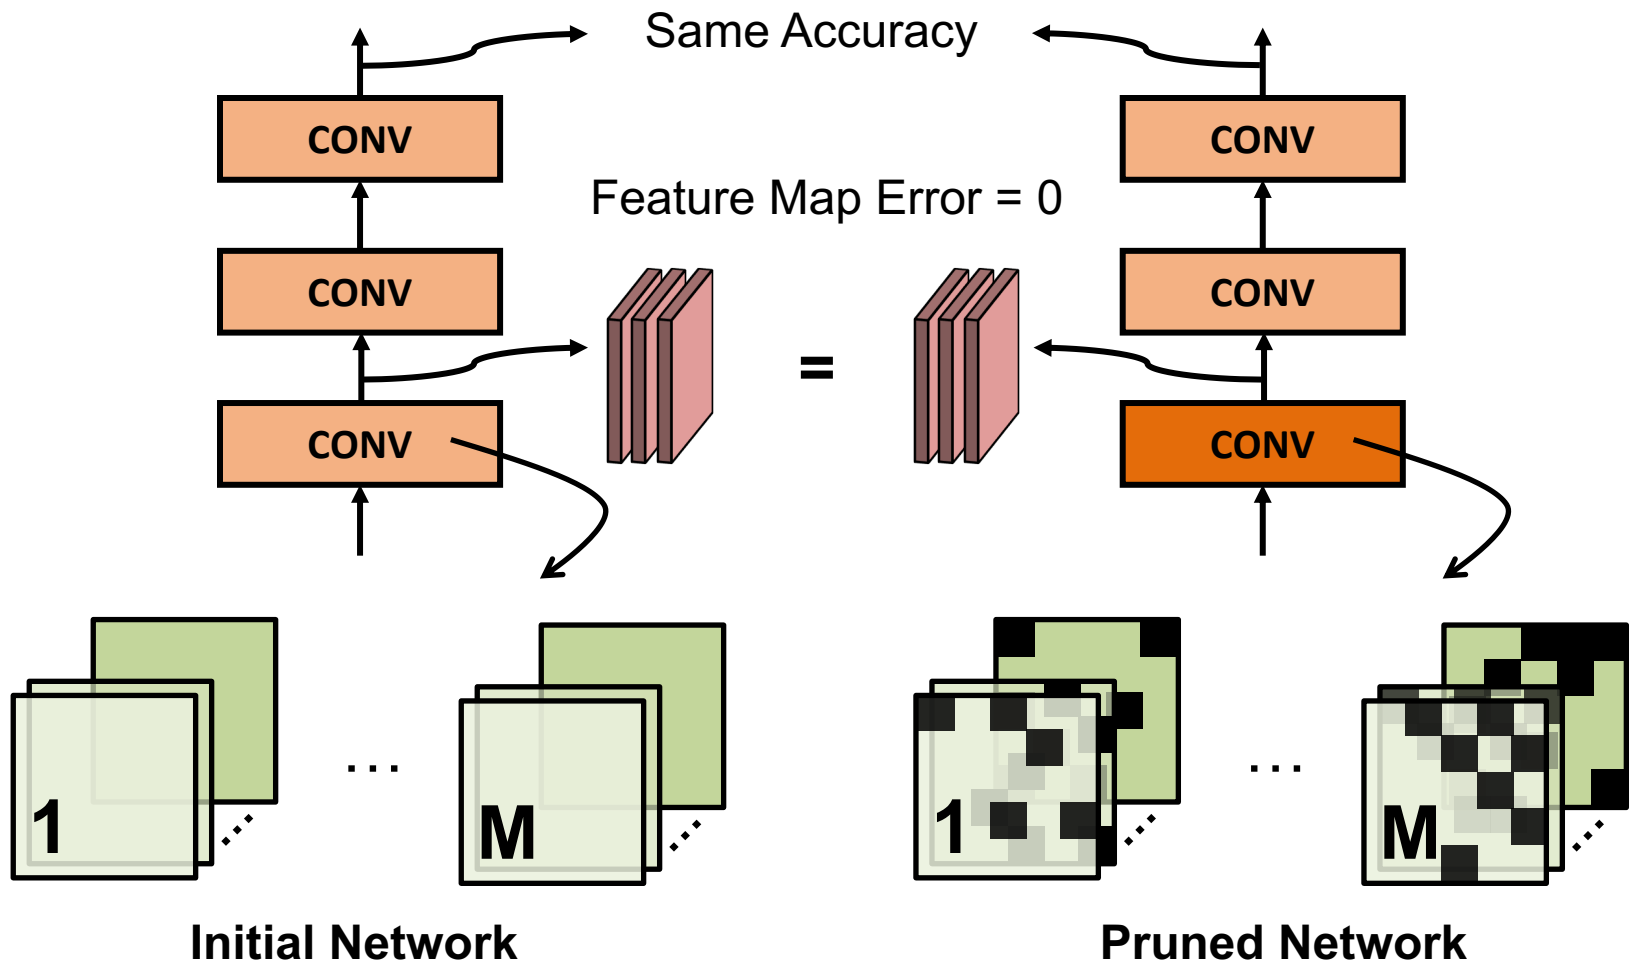 Same Accuracy
CONV
CONV
Feature Map Error = 0
CONV
CONV
=
CONV
CONV
1
...
M
1
...
M
Initial Network
Pruned Network